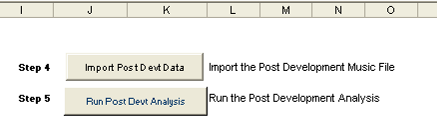 I J K L M N O
Step 4 Import Post Devt Data Import the Post Development Music File
Step 5 Run Post Devt Analysis Run the Post Development Analysis